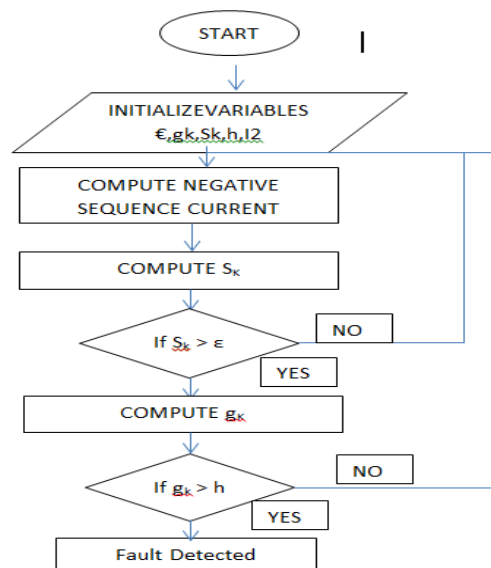 START
|
INITIALIZEVARIABLES
€,gk,Sk,h,I2
COMPUTE NEGATIVE
SEQUENCE CURRENT
COMPUTE Sₖ
If Sₖ > ε
NO
YES
COMPUTE gₖ
If gₖ > h
NO
YES
Fault Detected